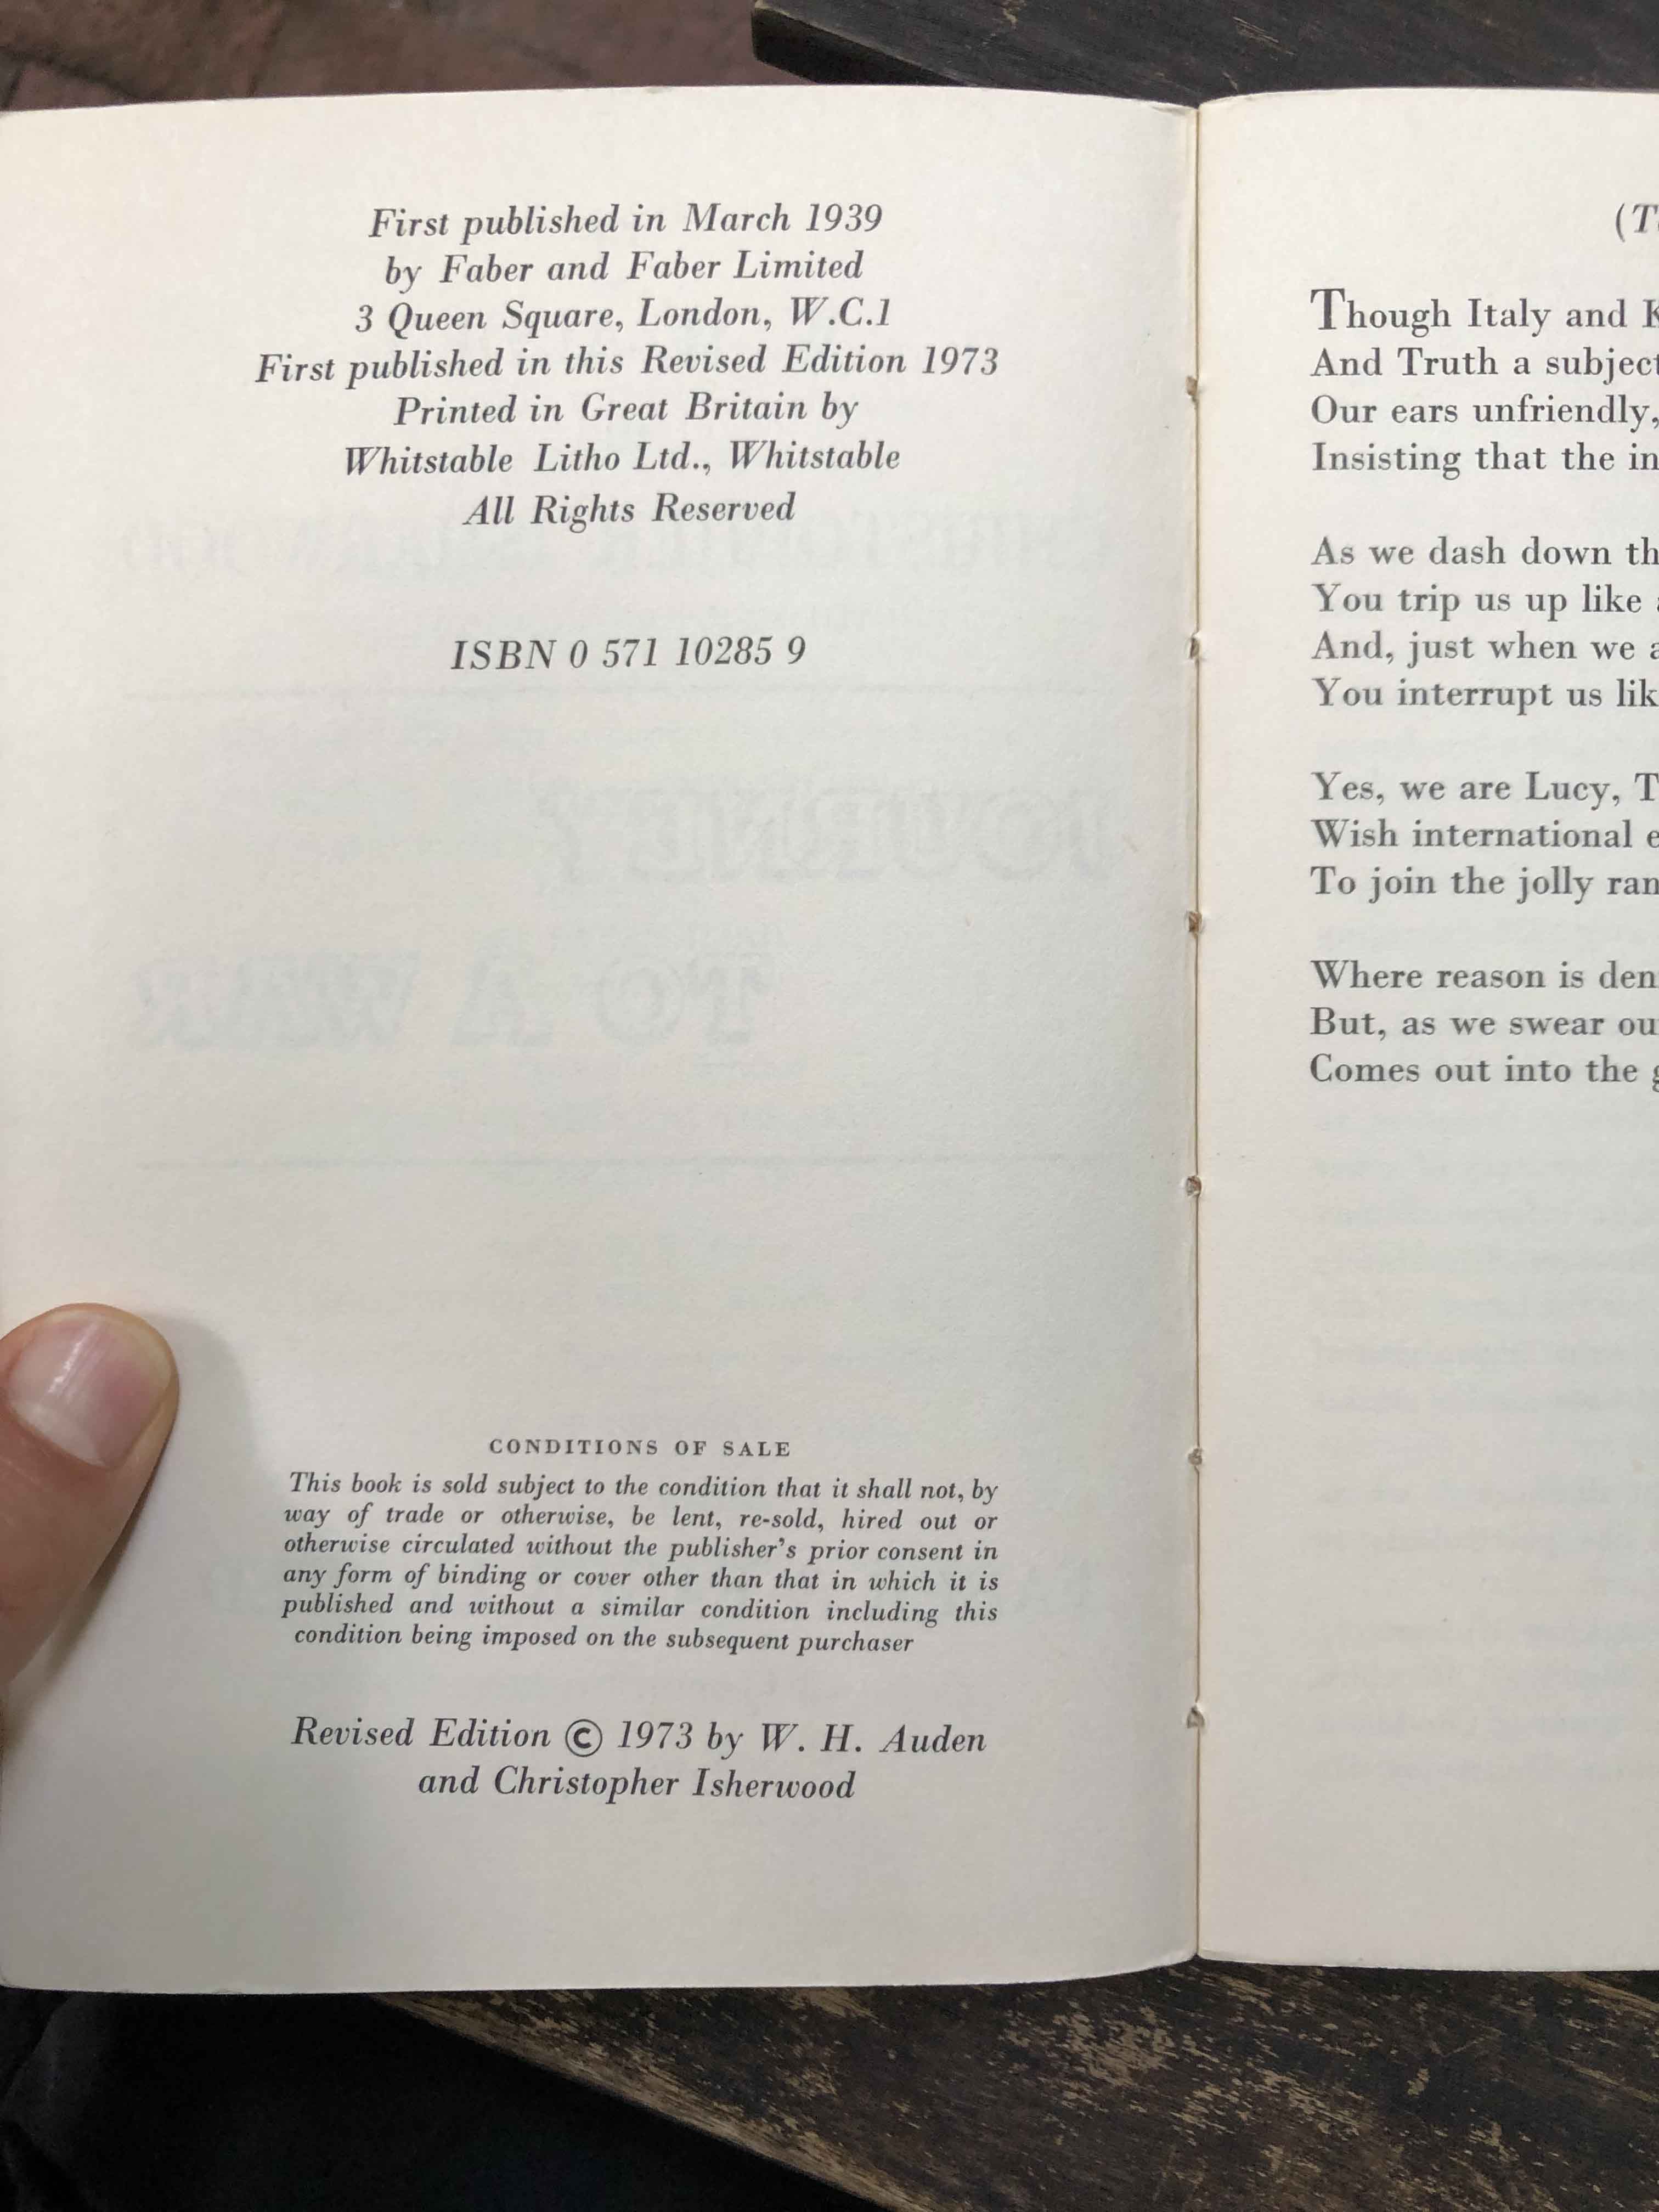 First published in March 1939
by Faber and Faber Limited
3 Queen Square, London, W.C.1
First published in this Revised Edition 1973
Printed in Great Britain by
Whitstable Litho Ltd., Whitstable
All Rights Reserved
ISBN 0 571 10285 9
JOURNEY
TO A WAR
CONDITIONS OF SALE
This book is sold subject to the condition that it shall not, by
way of trade or otherwise, be lent, re-sold, hired out or
otherwise circulated without the publisher's prior consent in
any form of binding or cover other than that in which it is
published and without a similar condition including this
condition being imposed on the subsequent purchaser
Revised Edition © 1973 by W. H. Auden
and Christopher Isherwood
Though Italy and
And Truth a subject
Our ears unfriendly,
Insisting that the
As we dash down
You trip us up like
And, just when we
You interrupt us
Yes, we are Lucy,
Wish international
To join the jolly
Where reason is
But, as we swear
Comes out into the